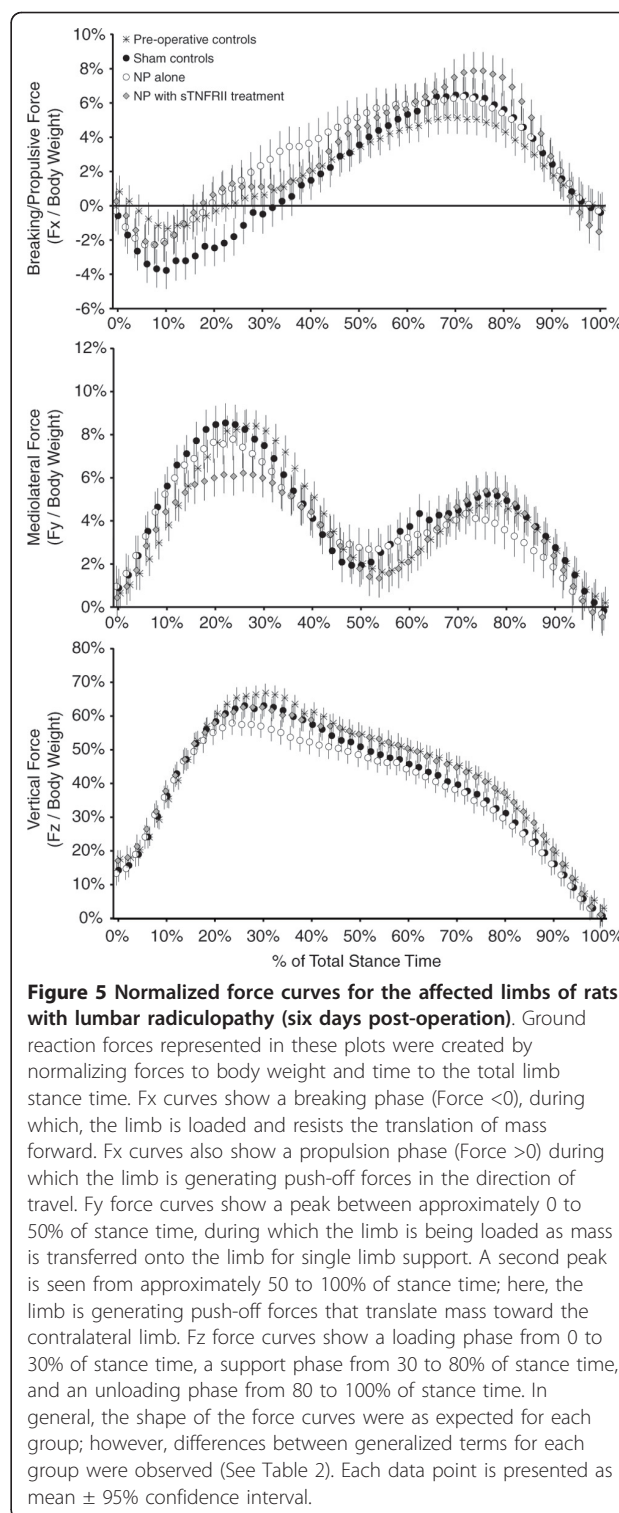 10%
8%
6%
4%
2%
0%
-2%
-4%
-6%
Breaking/Propulsive Force
(Fx / Body Weight)
Pre-operative controls
Sham controls
NP alone
NP with sTNFRII treatment
0% 10% 20% 30% 40% 50% 60% 70% 80% 90% 100%
12%
10%
8%
6%
4%
2%
0%
Mediolateral Force
(Fy / Body Weight)
0% 10% 20% 30% 40% 50% 60% 70% 80% 90%
80%
70%
60%
50%
40%
30%
20%
10%
0%
Vertical Force
(Fz / Body Weight)
0% 10% 20% 30% 40% 50% 60% 70% 80% 90% 100%
% of Total Stance Time
Figure 5 Normalized force curves for the affected limbs of rats
with lumbar radiculopathy (six days post-operation). Ground
reaction forces represented in these plots were created by
normalizing forces to body weight and time to the total limb
stance time. Fx curves show a breaking phase (Force <0), during
which, the limb is loaded and resists the translation of mass
forward. Fx curves also show a propulsion phase (Force >0) during
which the limb is generating push-off forces in the direction of
travel. Fy force curves show a peak between approximately 0 to
50% of stance time, during which the limb is being loaded as mass
is transferred onto the limb for single limb support. A second peak
is seen from approximately 50 to 100% of stance time; here, the
limb is generating push-off forces that translate mass toward the
contralateral limb. Fz force curves show a loading phase from 0 to
30% of stance time, a support phase from 30 to 80% of stance time,
and an unloading phase from 80 to 100% of stance time. In
general, the shape of the force curves were as expected for each
group; however, differences between generalized terms for each
group were observed (See Table 2). Each data point is presented as
mean ± 95% confidence interval.